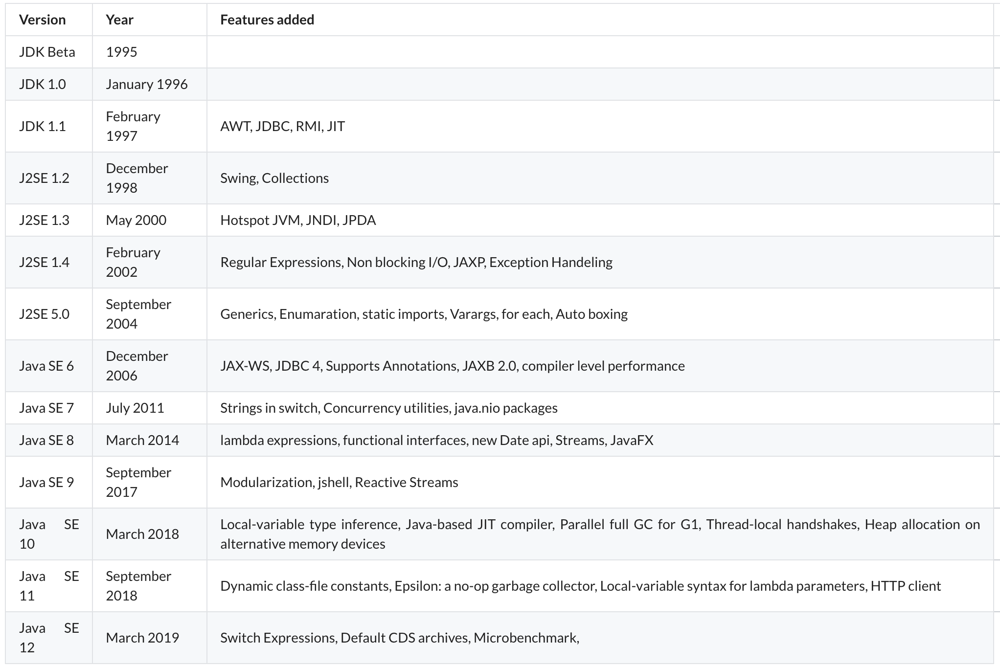 Version Year Features added
JDK Beta 1995
JDK 1.0 January 1996
JDK 1.1 February 1997 AWT, JDBC, RMI, JIT
J2SE 1.2 December 1998 Swing, Collections
J2SE 1.3 May 2000 Hotspot JVM, JNDI, JPDA
J2SE 1.4 February 2002 Regular Expressions, Non blocking I/O, JAXP, Exception Handeling
J2SE 5.0 September 2004 Generics, Enumaration, static imports, Varargs, for each, Auto boxing
Java SE 6 December 2006 JAX-WS, JDBC 4, Supports Annotations, JAXB 2.0, compiler level performance
Java SE 7 July 2011 Strings in switch, Concurrency utilities, java.nio packages
Java SE 8 March 2014 lambda expressions, functional interfaces, new Date api, Streams, JavaFX
Java SE 9 September 2017 Modularization, jshell, Reactive Streams
Java SE 10 March 2018 Local-variable type inference, Java-based JIT compiler, Parallel full GC for G1, Thread-local handshakes, Heap allocation on
alternative memory devices
Java SE 11 September 2018 Dynamic class-file constants, Epsilon: a no-op garbage collector, Local-variable syntax for lambda parameters, HTTP client
Java SE 12 March 2019 Switch Expressions, Default CDS archives, Microbenchmark,